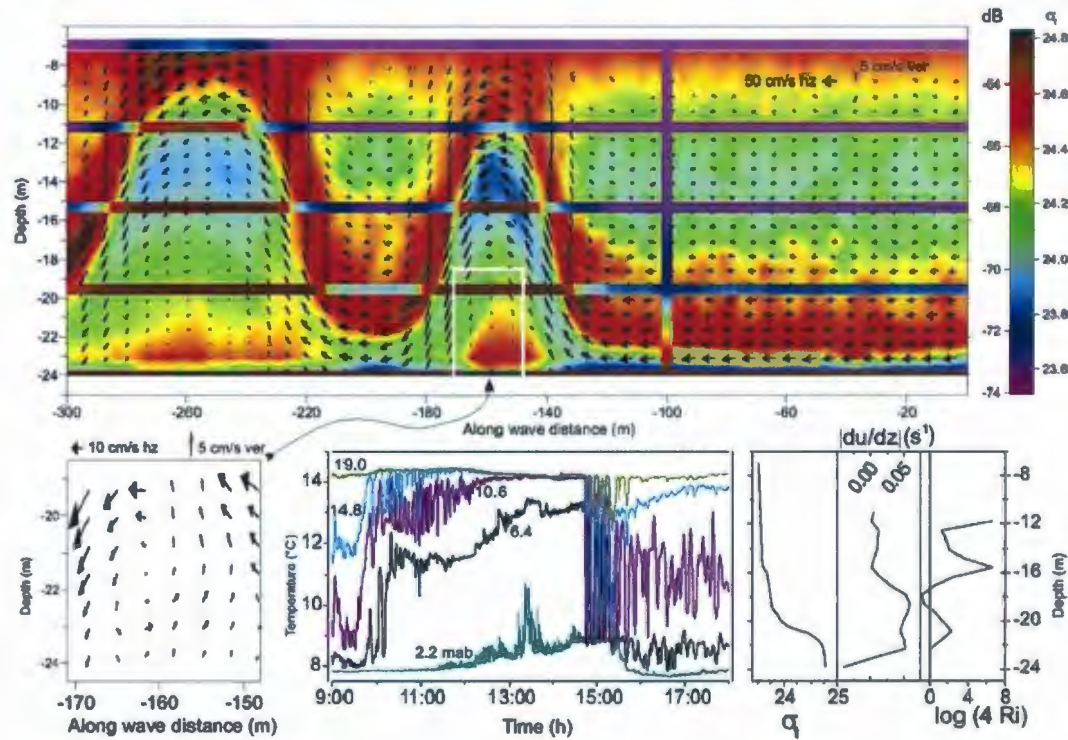 dB σt
50 cm/s hz 5 cm/s ver
-8
-10
-12
-14
-16
-18
-20
-22
-24
Depth (m)
-300 -260 -220 -180 -140 -100 -60 -20
Along wave distance (m)
-64
-66
-68
-70
-72
-74
24.8
24.6
24.4
24.2
24.0
23.8
23.6
10 cm/s hz 5 cm/s ver
-20
-22
-24
Depth (m)
-170 -160 -150
Along wave distance (m)
14
12
10
8
Temperature (°C)
19.0
14.8
10.6
6.4
2.2 mab
9:00 11:00 13:00 15:00 17:00
Time (h)
|du/dz| (s¹)
0.00 0.05
-8
-12
-16
-20
-24
Depth (m)
24 25 0 4 8
σt log (4 Ri)